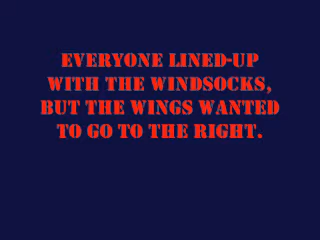 EVERYONE LINED-UP
WITH THE WINDSOCKS,
BUT THE WINGS WANTED
TO GO TO THE RIGHT.